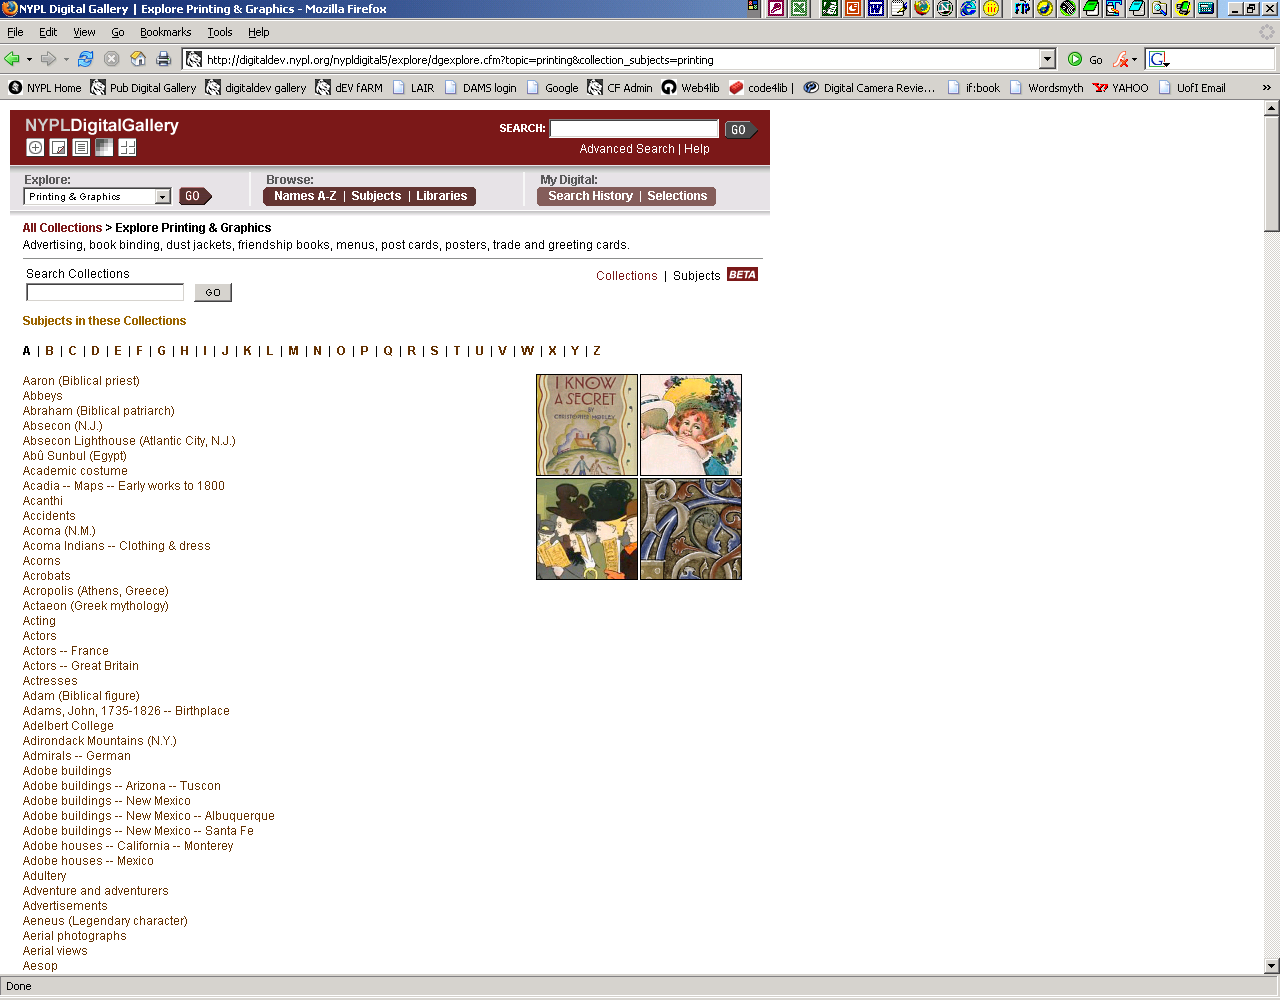 NYPL Digital Gallery | Explore Printing & Graphics - Mozilla Firefox
File Edit View Go Bookmarks Tools Help
http://digitaldev.nypl.org/nypldigital5/explore/dgexplore.cfm?topic=printing&collection_subjects=printing Go
NYPL Home Pub Digital Gallery digitaldev gallery dEV fARM LAIR DAMS login Google CF Admin Web4lib code4lib | Digital Camera Revie... if:book Wordsmyth YAHOO UofI Email »
NYPLDigitalGallery
SEARCH: GO
Advanced Search | Help
Explore: Browse: My Digital:
Printing & Graphics GO Names A-Z | Subjects | Libraries Search History | Selections
All Collections > Explore Printing & Graphics
Advertising, book binding, dust jackets, friendship books, menus, post cards, posters, trade and greeting cards.
Search Collections
Collections | Subjects BETA
GO
Subjects in these Collections
A | B | C | D | E | F | G | H | I | J | K | L | M | N | O | P | Q | R | S | T | U | V | W | X | Y | Z
Aaron (Biblical priest)
Abbeys
Abraham (Biblical patriarch)
Absecon (N.J.)
Absecon Lighthouse (Atlantic City, N.J.)
Abû Sunbul (Egypt)
Academic costume
Acadia -- Maps -- Early works to 1800
Acanthi
Accidents
Acoma (N.M.)
Acoma Indians -- Clothing & dress
Acorns
Acrobats
Acropolis (Athens, Greece)
Actaeon (Greek mythology)
Acting
Actors
Actors -- France
Actors -- Great Britain
Actresses
Adam (Biblical figure)
Adams, John, 1735-1826 -- Birthplace
Adelbert College
Adirondack Mountains (N.Y.)
Admirals -- German
Adobe buildings
Adobe buildings -- Arizona -- Tuscon
Adobe buildings -- New Mexico
Adobe buildings -- New Mexico -- Albuquerque
Adobe buildings -- New Mexico -- Santa Fe
Adobe houses -- California -- Monterey
Adobe houses -- Mexico
Adultery
Adventure and adventurers
Advertisements
Aeneus (Legendary character)
Aerial photographs
Aerial views
Aesop
I KNOW
A SECRET
BY
CHRISTOPHER MORLEY
Done